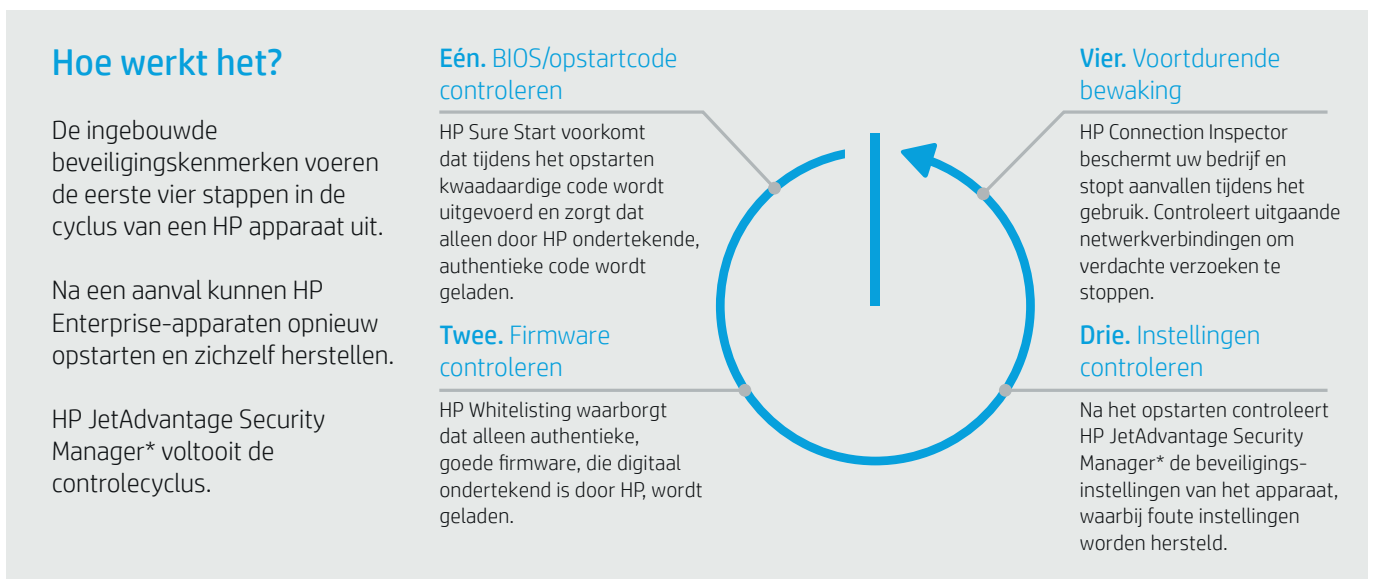 Hoe werkt het?
De ingebouwde
beveiligingskenmerken voeren
de eerste vier stappen in de
cyclus van een HP apparaat uit.
Na een aanval kunnen HP
Enterprise-apparaten opnieuw
opstarten en zichzelf herstellen.
HP JetAdvantage Security
Manager* voltooit de
controlecyclus.
Eén. BIOS/opstartcode
controleren
HP Sure Start voorkomt
dat tijdens het opstarten
kwaadaardige code wordt
uitgevoerd en zorgt dat
alleen door HP ondertekende,
authentieke code wordt
geladen.
Twee. Firmware
controleren
HP Whitelisting waarborgt
dat alleen authentieke,
goede firmware, die digitaal
ondertekend is door HP, wordt
geladen.
Drie. Instellingen
controleren
Na het opstarten controleert
HP JetAdvantage Security
Manager* de beveiligings-
instellingen van het apparaat,
waarbij foute instellingen
worden hersteld.
Vier. Voortdurende
bewaking
HP Connection Inspector
beschermt uw bedrijf en
stopt aanvallen tijdens het
gebruik. Controleert uitgaande
netwerkverbindingen om
verdachte verzoeken te
stoppen.